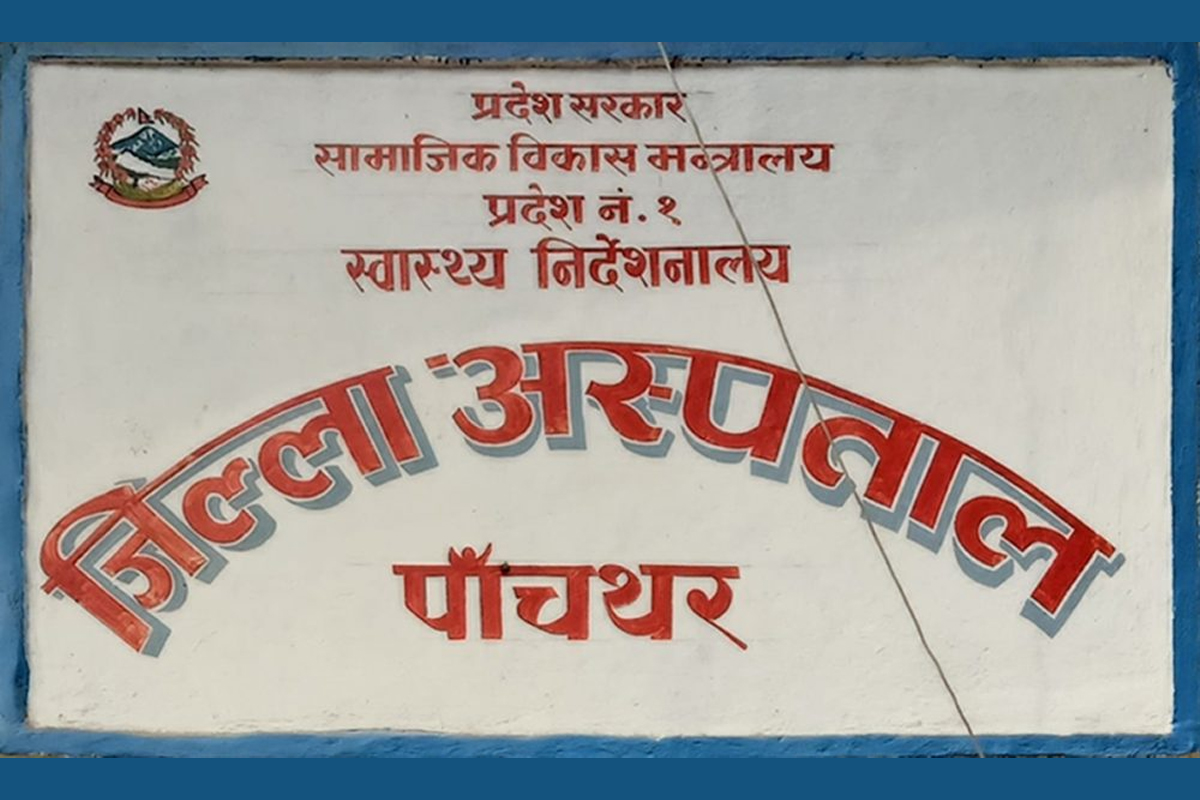 प्रदेश सरकार
सामाजिक विकास मन्त्रालय
प्रदेश नं. १
स्वास्थ्य निर्देशनालय
जिल्ला अस्पताल
पाँचथर